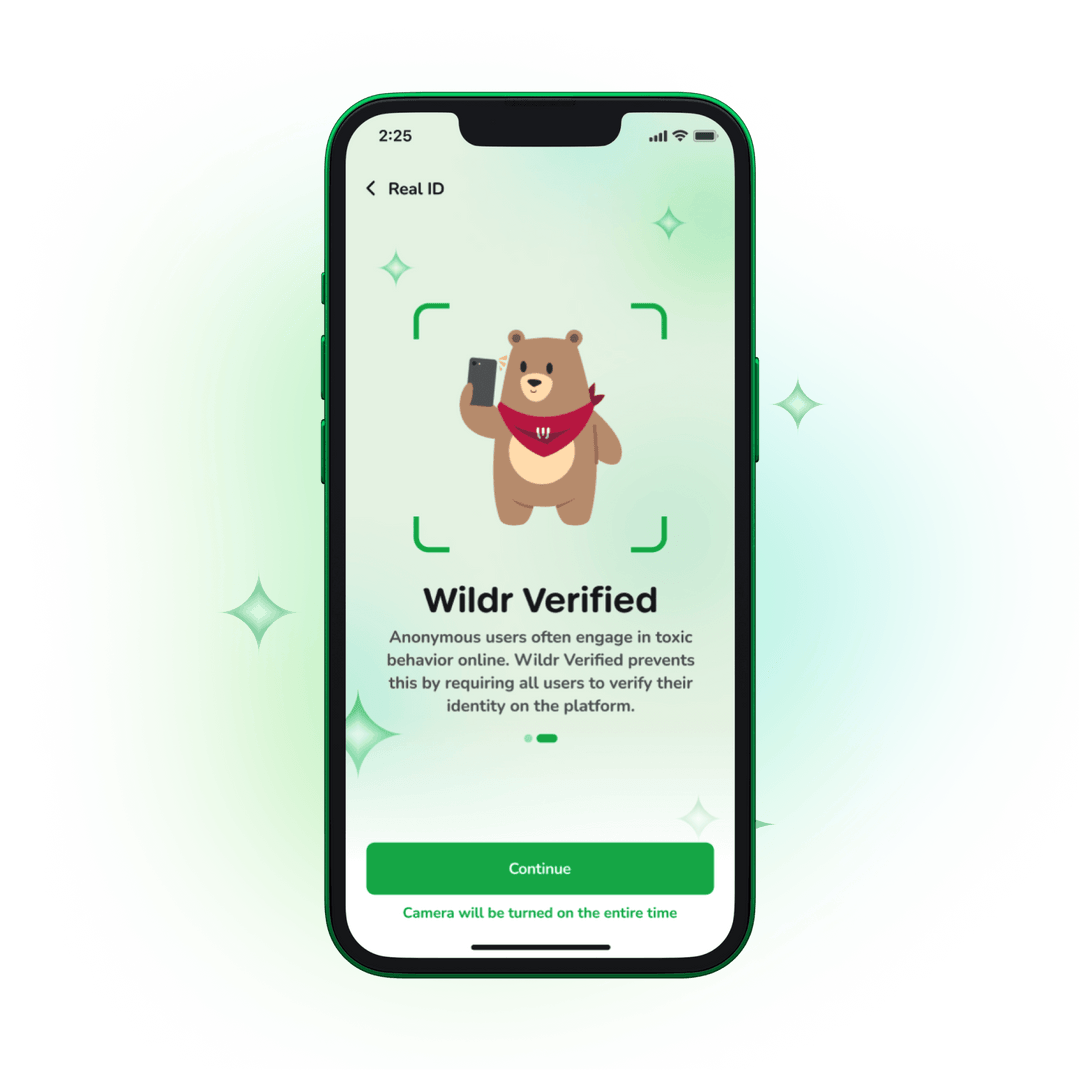 2:25
Real ID
Wildr Verified
Anonymous users often engage in toxic
behavior online. Wildr Verified prevents
this by requiring all users to verify their
identity on the platform.
Continue
Camera will be turned on the entire time